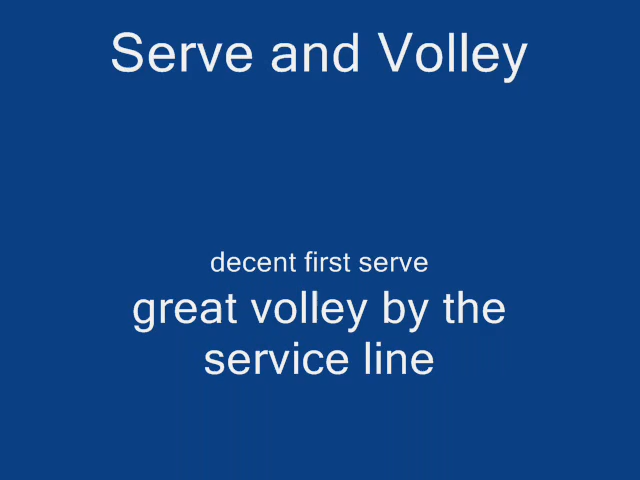 Serve and Volley
decent first serve
great volley by the
service line